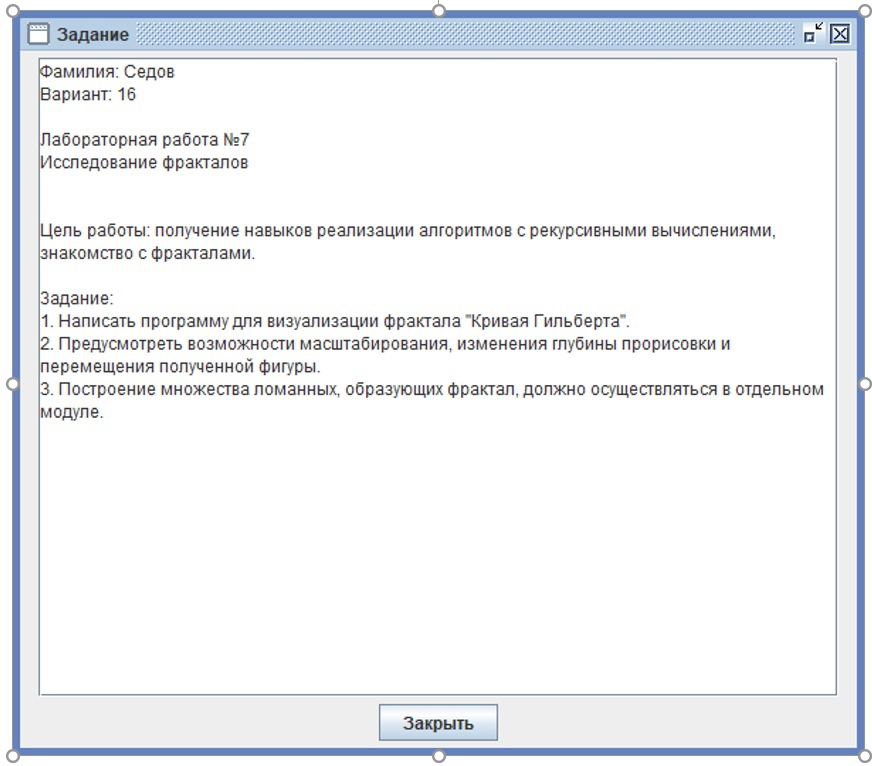 Задание
Фамилия: Седов
Вариант: 16
Лабораторная работа №7
Исследование фракталов
Цель работы: получение навыков реализации алгоритмов с рекурсивными вычислениями,
знакомство с фракталами.
Задание:
1. Написать программу для визуализации фрактала "Кривая Гильберта".
2. Предусмотреть возможности масштабирования, изменения глубины прорисовки и
перемещения полученной фигуры.
3. Построение множества ломанных, образующих фрактал, должно осуществляться в отдельном
модуле.
Закрыть